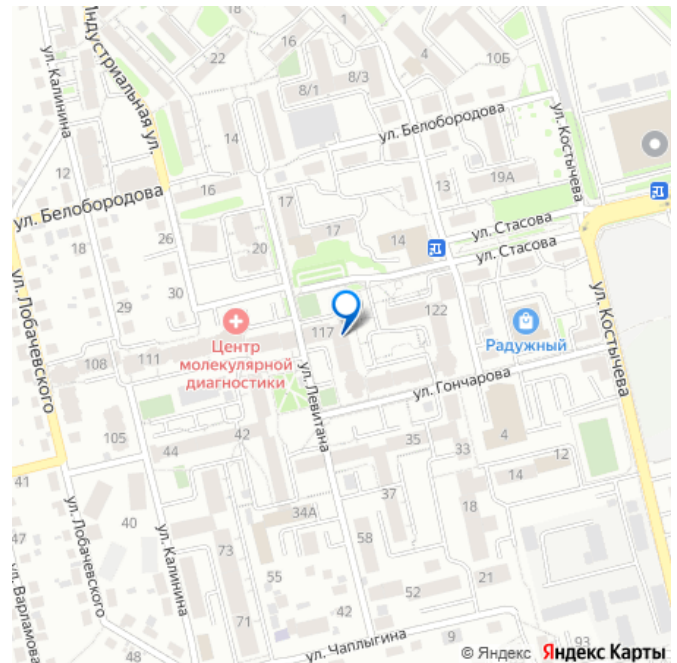 1
16
4
10Б
22
8/3
8/1
ул. Калинина
Индустриальная ул.
ул. Белобородова
ул. Костычева
14
12
13
19А
16
ул. Белобородова
17
17
ул. Стасова
14
ул. Стасова
18
26
20
ул. Лобачевского
29
30
122
ул. Костычева
117
Центр
молекулярной
диагностики
Радужный
108
111
ул. Левитана
ул. Гончарова
105
44
42
35
33
4
12
14
41
37
18
47
40
34А
ул. Лобачевского
ул. Калинина
73
58
52
21
55
ул. Варламова
71
42
48
ул. Чаплыгина
9
93
© Яндекс Яндекс Карты